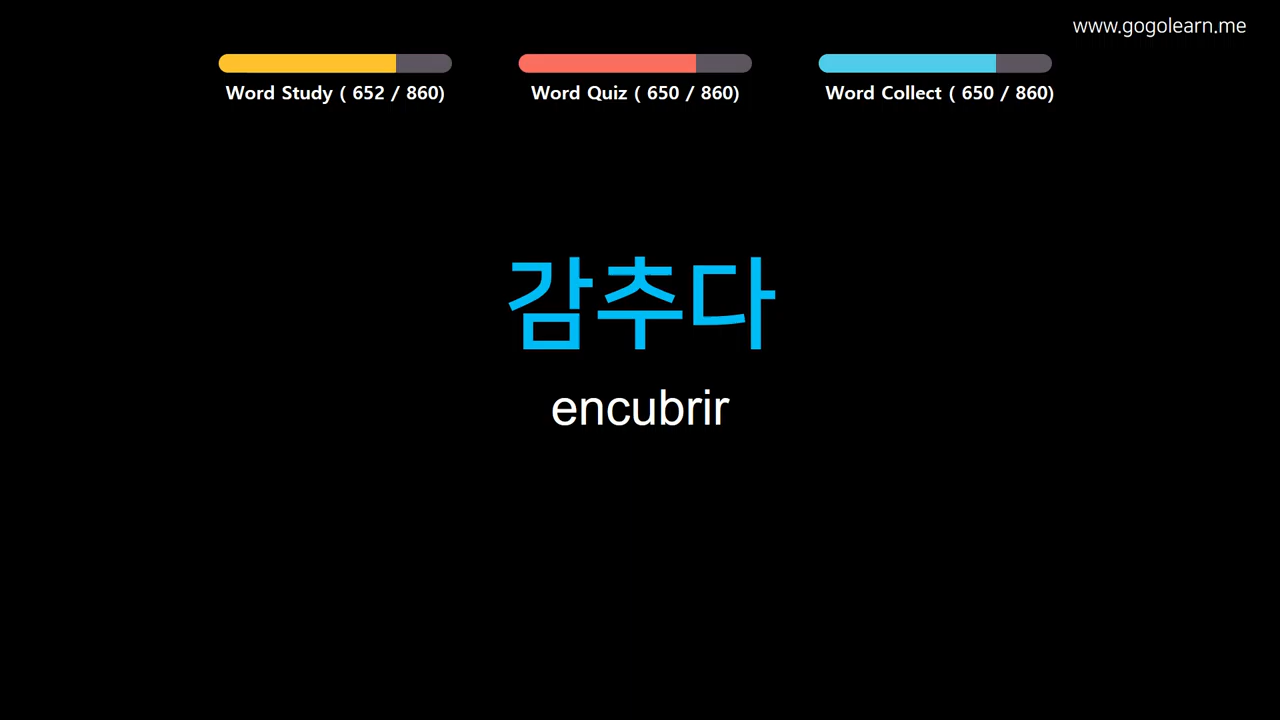 www.gogolearn.me
Word Study ( 652 / 860)
Word Quiz ( 650 / 860)
Word Collect ( 650 / 860)
감추다
encubrir